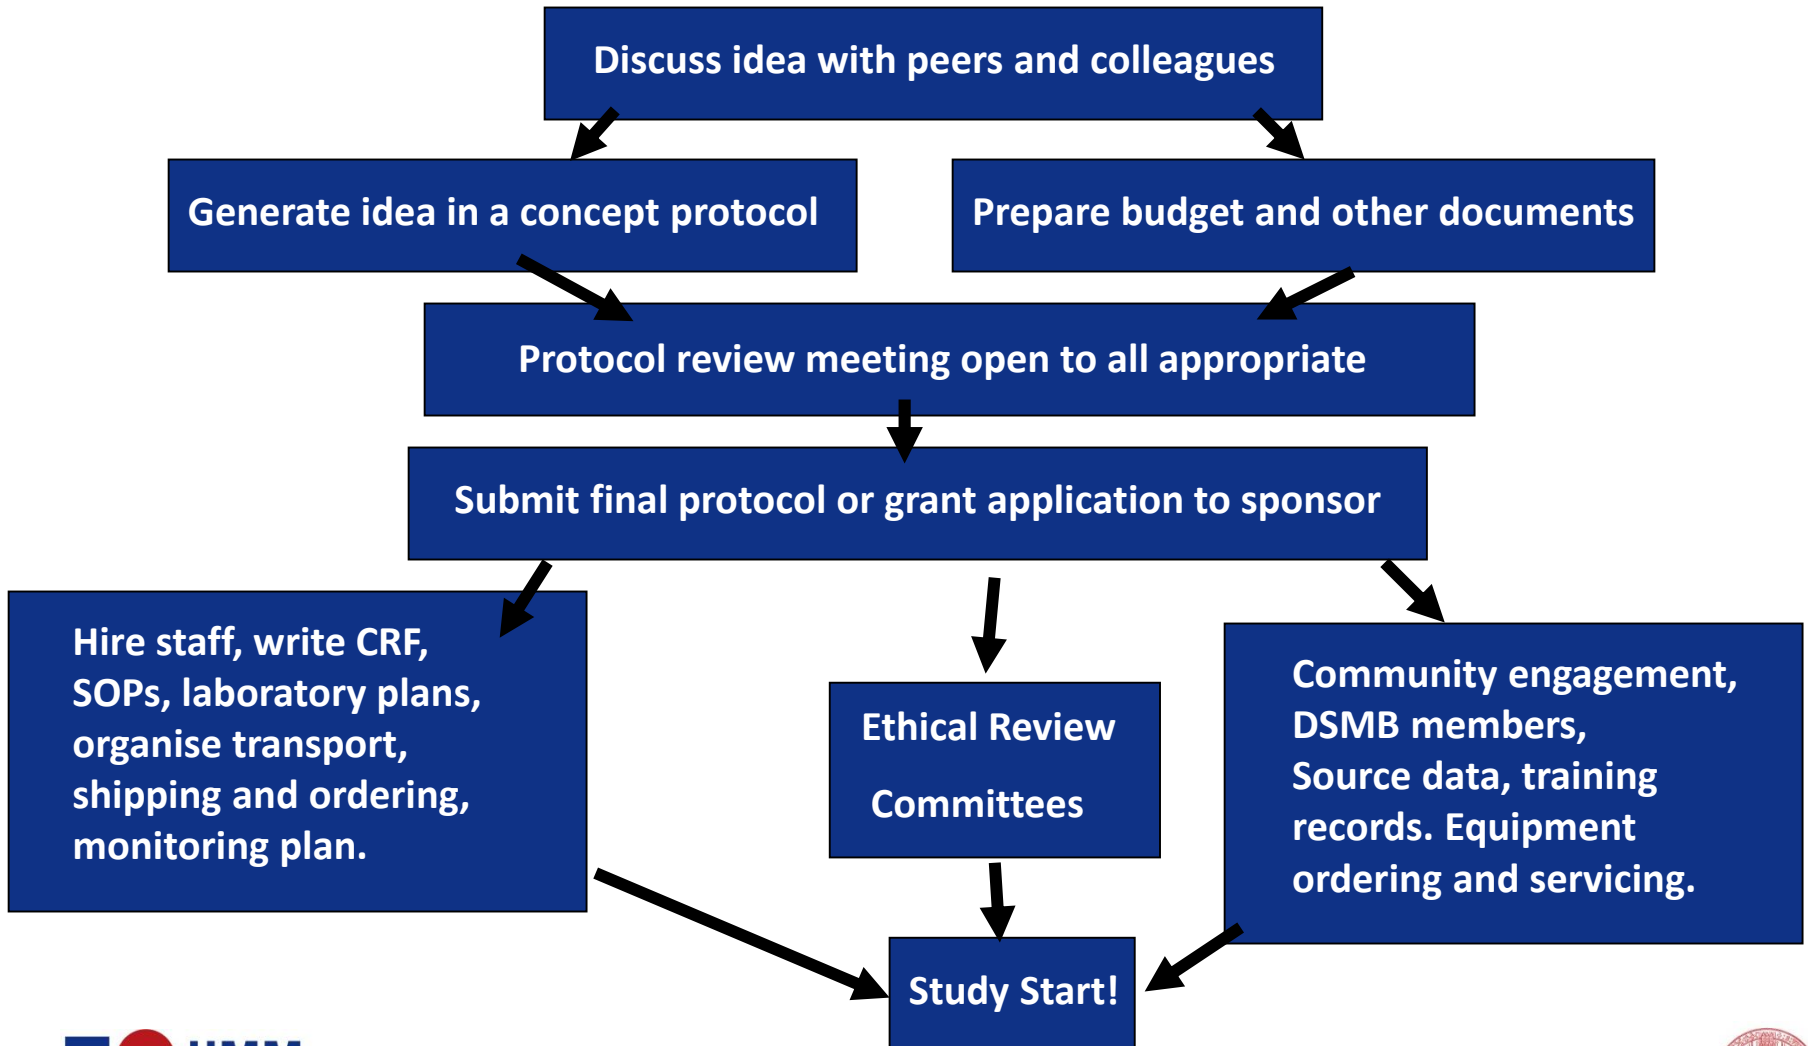 Discuss idea with peers and colleagues
Generate idea in a concept protocol
Prepare budget and other documents
Protocol review meeting open to all appropriate
Submit final protocol or grant application to sponsor
Hire staff, write CRF,
SOPs, laboratory plans,
organise transport,
shipping and ordering,
monitoring plan.
Ethical Review
Committees
Community engagement,
DSMB members,
Source data, training
records. Equipment
ordering and servicing.
Study Start!